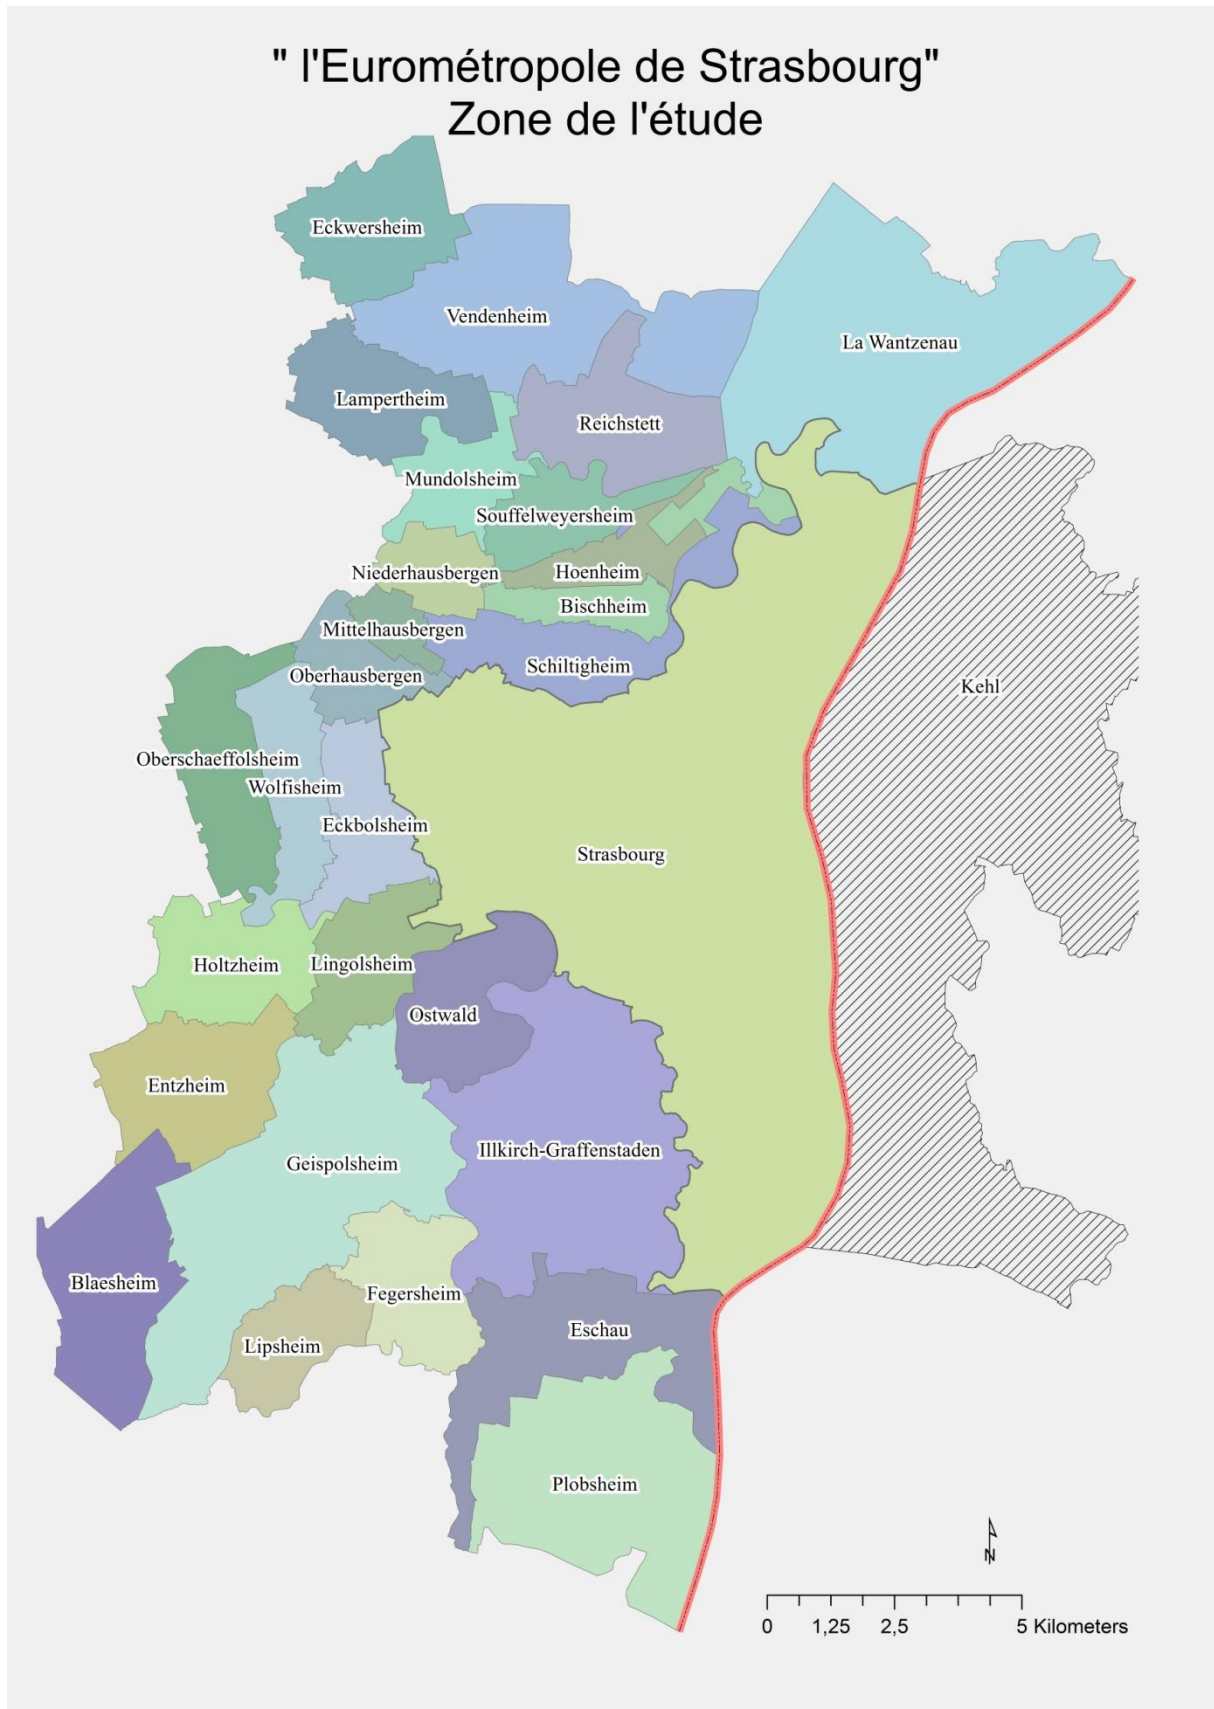 " l'Eurométropole de Strasbourg"
Zone de l'étude
Eckwersheim
Vendenheim
La Wantzenau
Lampertheim
Reichstett
Mundolsheim
Souffelweyersheim
Niederhausbergen
Hoenheim
Bischheim
Mittelhausbergen
Schiltigheim
Oberhausbergen
Kehl
Oberschaeffolsheim
Wolfisheim
Eckbolsheim
Strasbourg
Holtzheim
Lingolsheim
Ostwald
Entzheim
Illkirch-Graffenstaden
Geispolsheim
Blaesheim
Fegersheim
Eschau
Lipsheim
Plobsheim
N
0 1,25 2,5 5 Kilometers